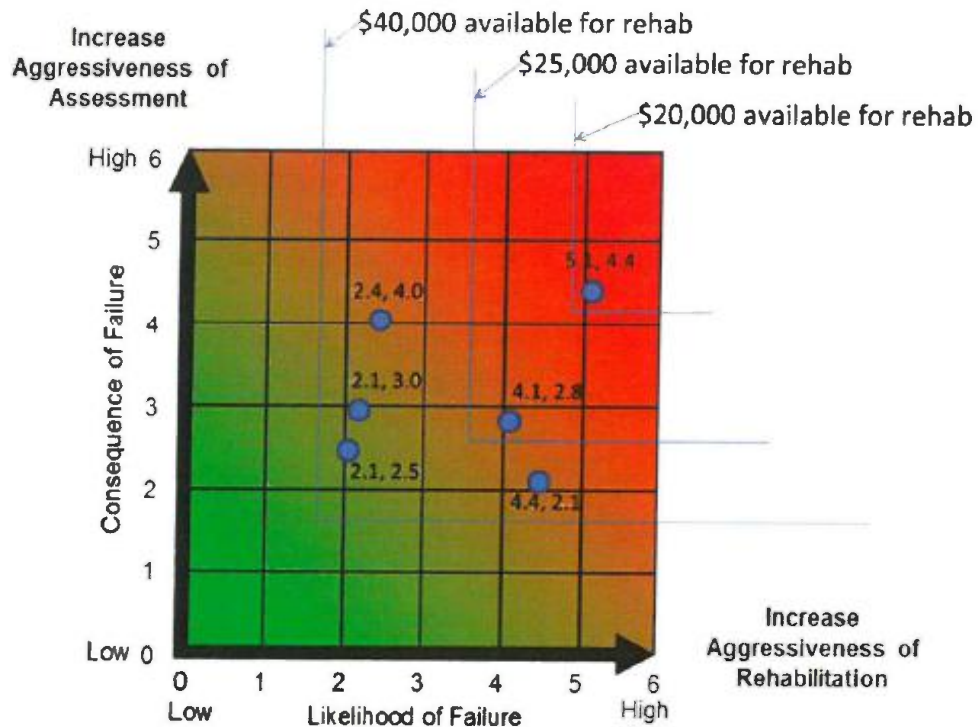 $40,000 available for rehab
Increase
Aggressiveness of
Assessment
$25,000 available for rehab
$20,000 available for rehab
High 6
5
4
3
2
1
Low 0
Consequence of Failure
5.1, 4.4
2.4, 4.0
2.1, 3.0
4.1, 2.8
2.1, 2.5
4.4, 2.1
0 1 2 3 4 5 6
Low
Likelihood of Failure
High
Increase
Aggressiveness of
Rehabilitation